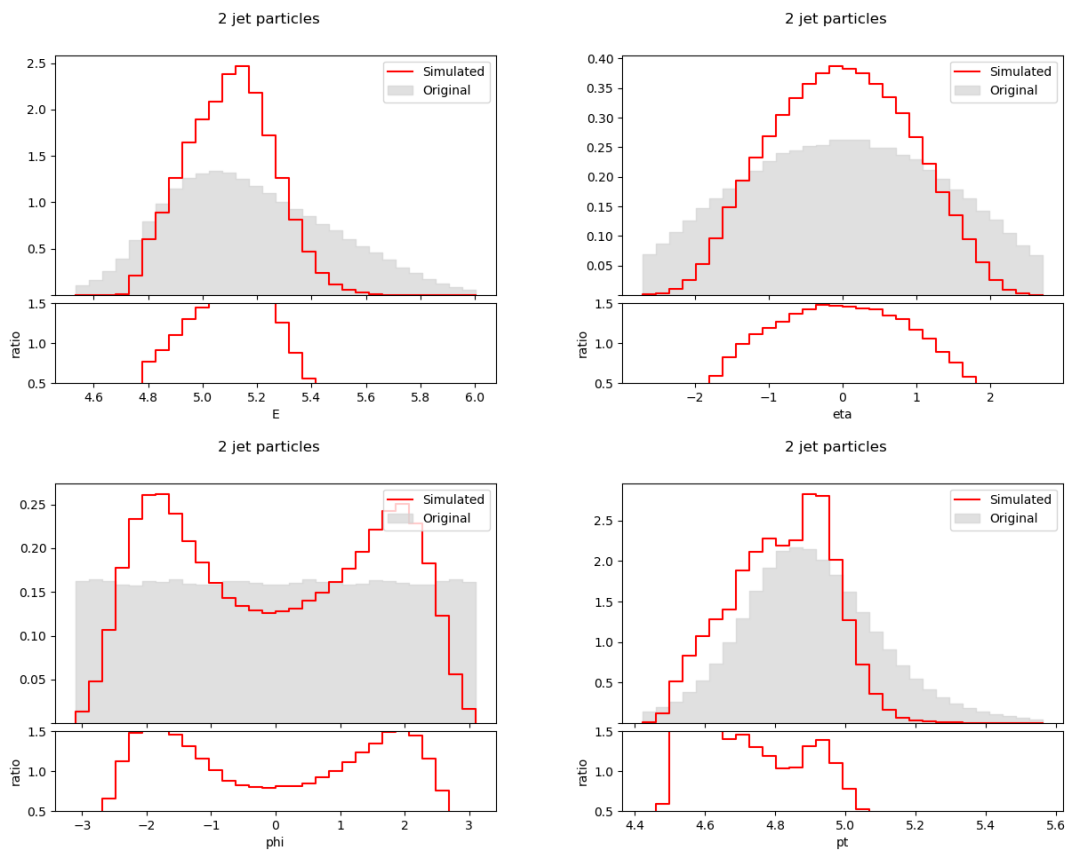 2 jet particles
2.5
2.0
1.5
1.0
0.5
Simulated
Original
1.5
1.0
0.5
ratio
4.6 4.8 5.0 5.2 5.4 5.6 5.8 6.0
E
2 jet particles
0.40
0.35
0.30
0.25
0.20
0.15
0.10
0.05
Simulated
Original
1.5
1.0
0.5
ratio
−2 −1 0 1 2
eta
2 jet particles
0.25
0.20
0.15
0.10
0.05
Simulated
Original
1.5
1.0
0.5
ratio
−3 −2 −1 0 1 2 3
phi
2 jet particles
2.5
2.0
1.5
1.0
0.5
Simulated
Original
1.5
1.0
0.5
ratio
4.4 4.6 4.8 5.0 5.2 5.4 5.6
pt